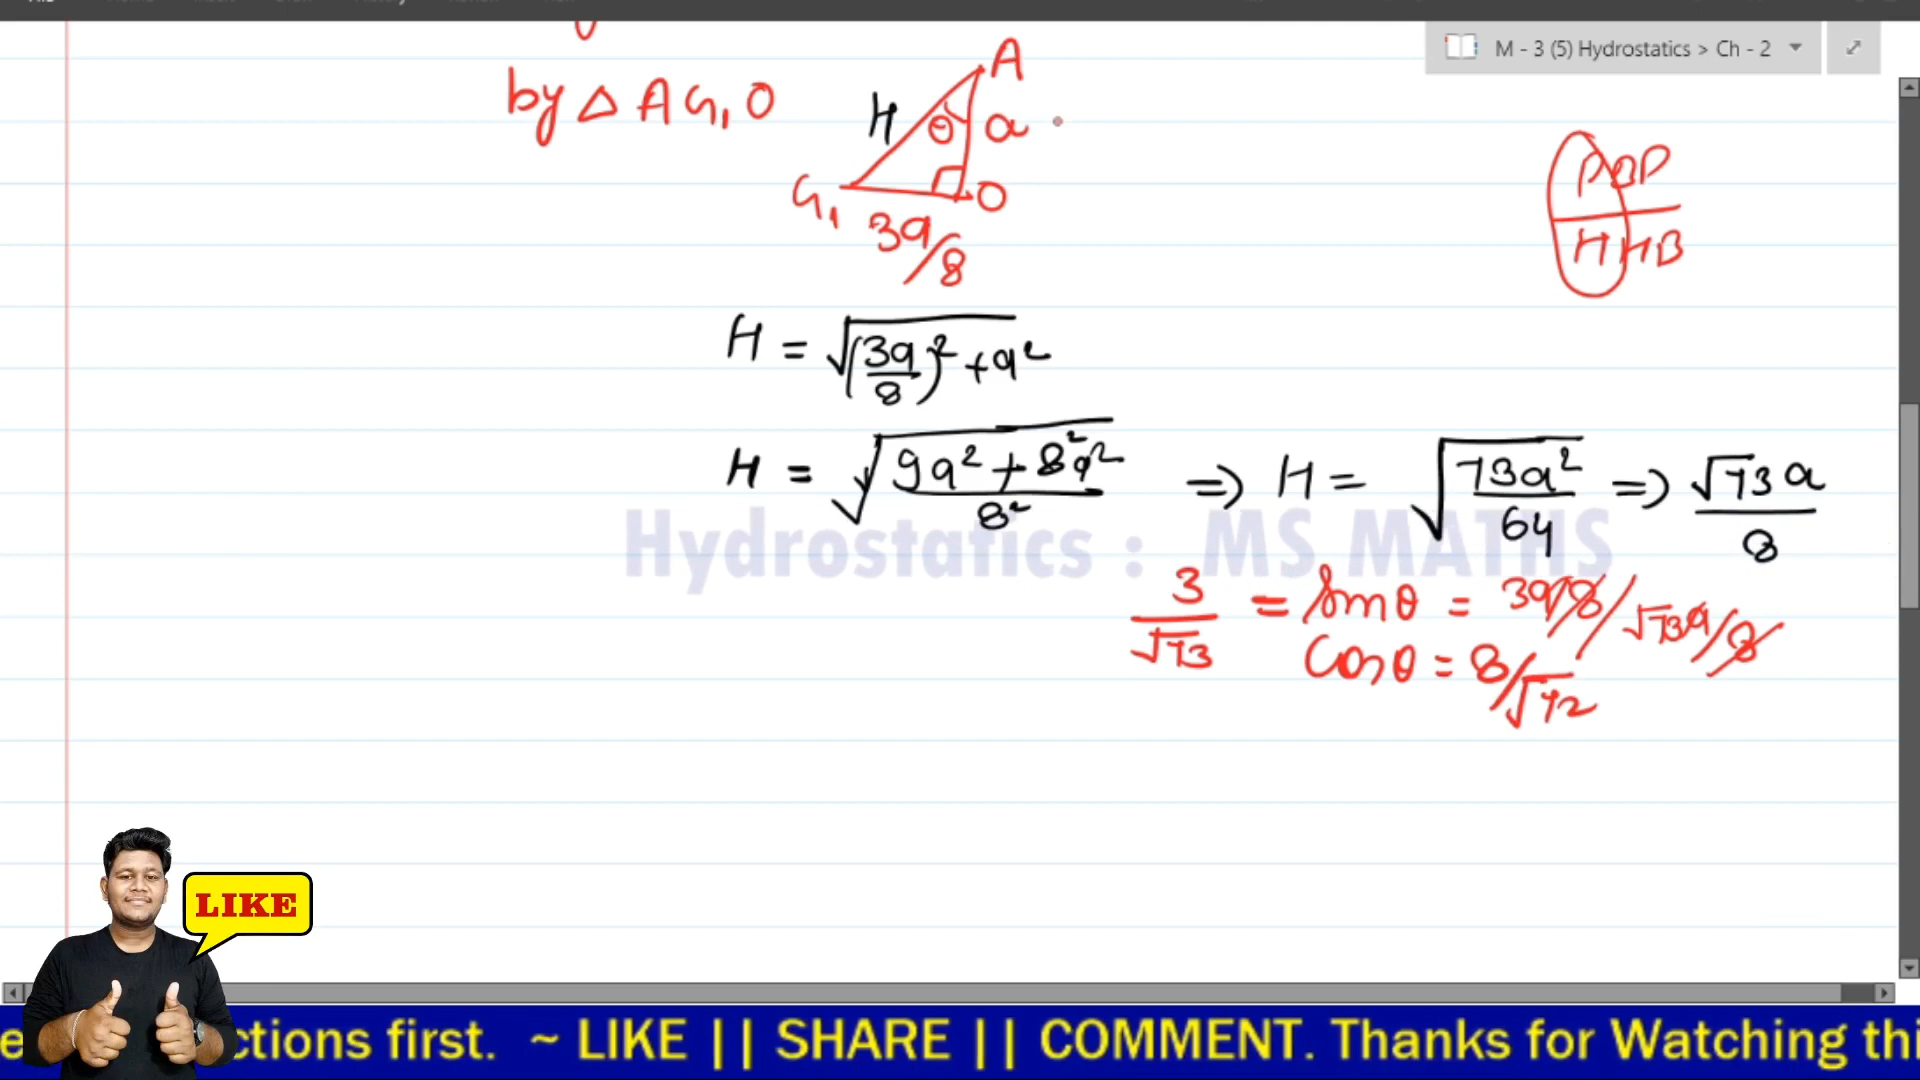 M - 3 (5) Hydrostatics > Ch - 2
by △ A G₁ O
A
H
θ
a
G₁
O
3a/8
P B P
H H B
H = √(3a/8)² + a²
H = √9a² + 8²a²/8² => H = √73a²/64 => √73 a/8
Hydrostatics : MS MATHS
3/√73 = Sinθ = 3a/8/√73a/8
Cosθ = 8/√72
LIKE
ctions first. ~ LIKE || SHARE || COMMENT. Thanks for Watching thi